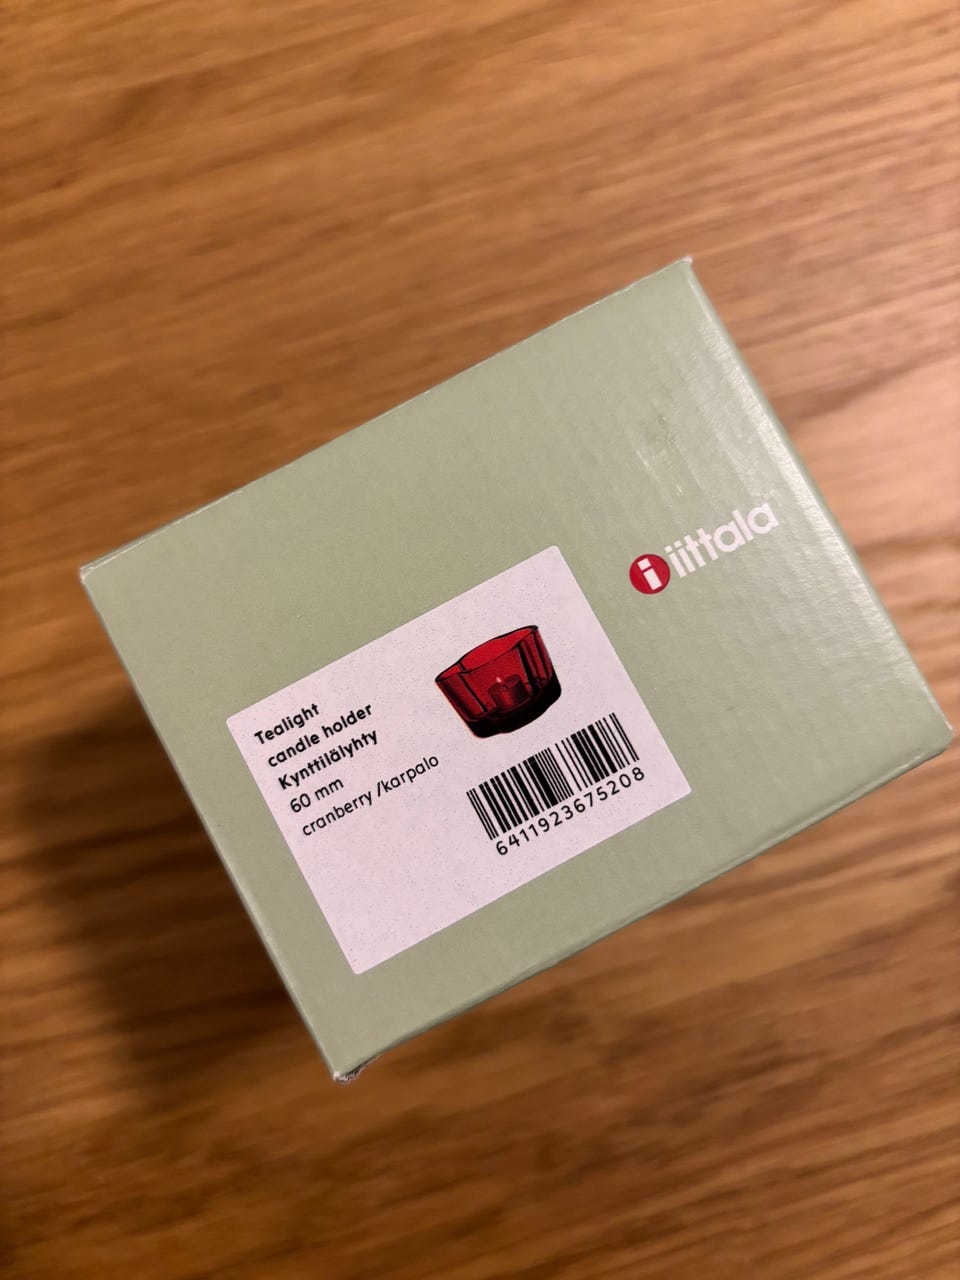 i iittala
Tealight
candle holder
Kynttilälyhty
60 mm
cranberry /karpalo
6411923675208